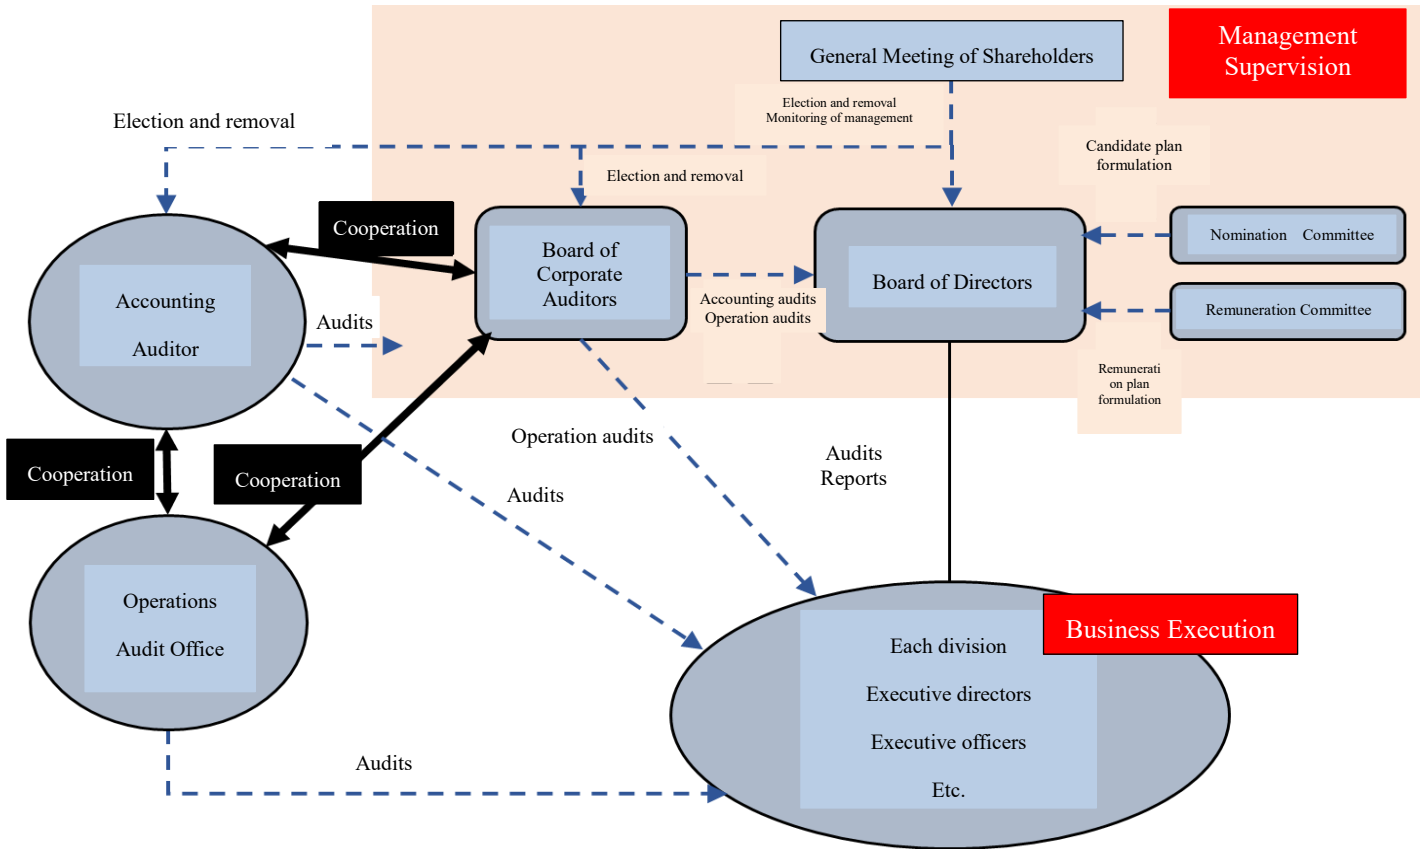 General Meeting of Shareholders
Management
Supervision
Election and removal
Monitoring of management
Election and removal
Candidate plan
formulation
Election and removal
Cooperation
Board of
Corporate
Auditors
Board of Directors
Nomination Committee
Remuneration Committee
Accounting
Auditor
Audits
Accounting audits
Operation audits
Remunerati
on plan
formulation
Operation audits
Audits
Reports
Cooperation
Cooperation
Audits
Operations
Audit Office
Business Execution
Each division
Executive directors
Executive officers
Etc.
Audits